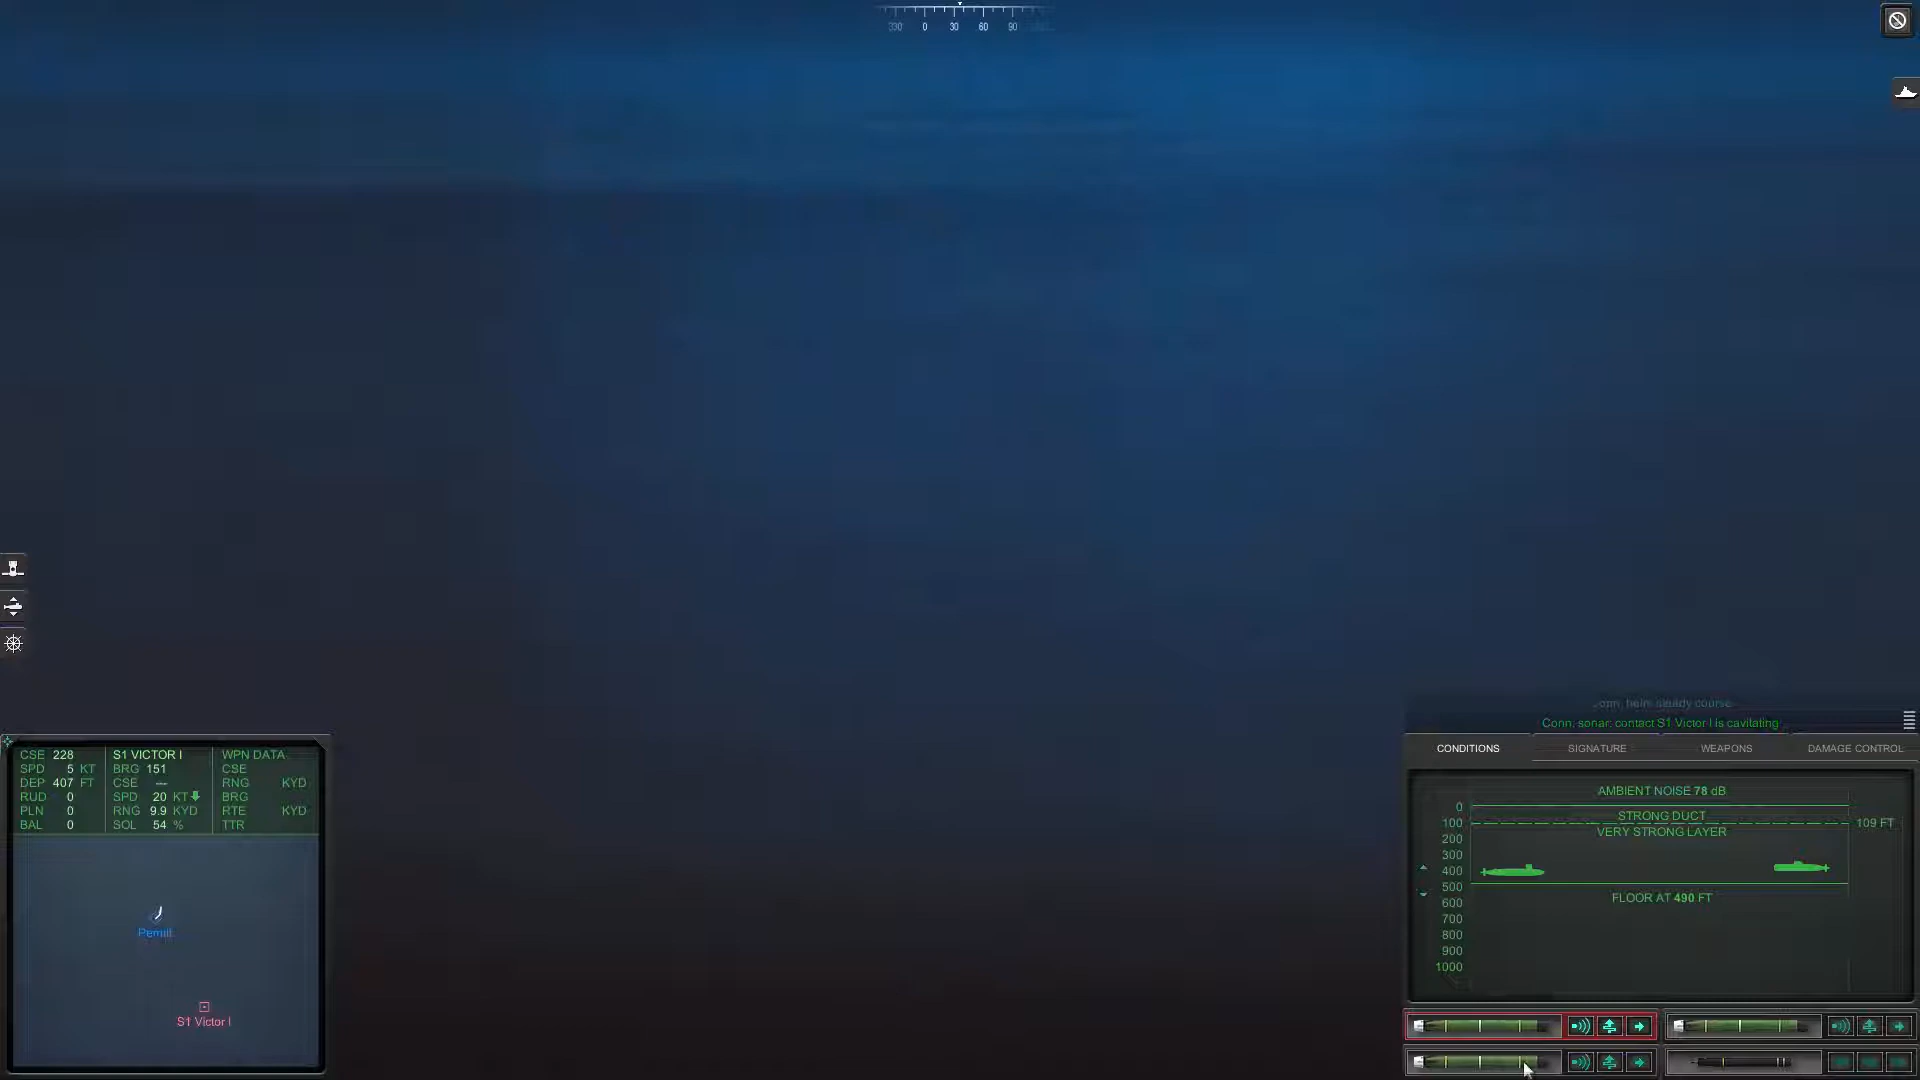 330 0 30 60 90
Conn, helm: steady course
Conn, sonar: contact S1 Victor I is cavitating
CSE 228
SPD 5 KT
DEP 407 FT
RUD 0
PLN 0
BAL 0
S1 VICTOR I
BRG 151
CSE ---
SPD 20 KT
RNG 9.9 KYD
SOL 54 %
WPN DATA
CSE
RNG KYD
BRG
RTE KYD
TTR
Permit
S1 Victor I
CONDITIONS
SIGNATURE
WEAPONS
DAMAGE CONTROL
AMBIENT NOISE 78 dB
0
STRONG DUCT
100
109 FT
VERY STRONG LAYER
200
300
400
500
FLOOR AT 490 FT
600
700
800
900
1000